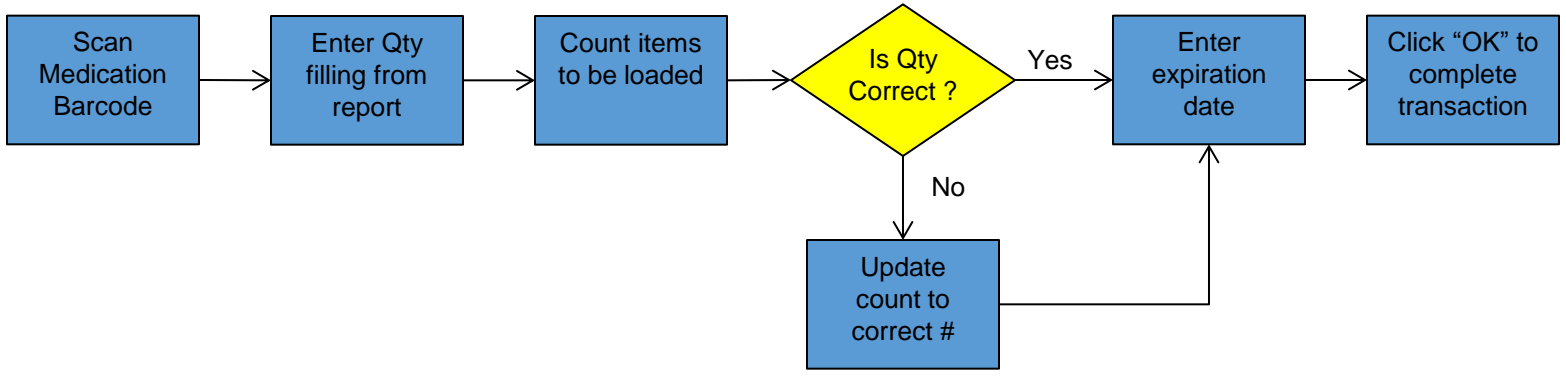 Scan
Medication
Barcode
Enter Qty
filling from
report
Count items
to be loaded
Is Qty
Correct ?
Yes
Enter
expiration
date
Click “OK” to
complete
transaction
No
Update
count to
correct #